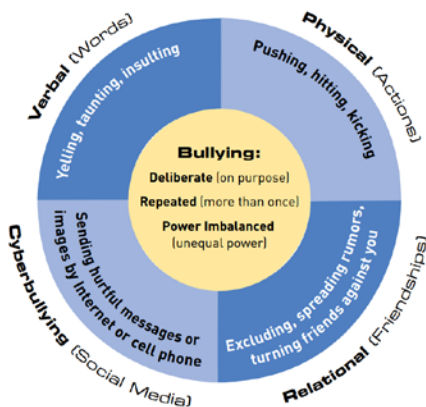 Verbal (Words)
Yelling, taunting, insulting
Physical (Actions)
Pushing, hitting, kicking
Bullying:
Deliberate (on purpose)
Repeated (more than once)
Power Imbalanced
(unequal power)
Cyberbullying (Social Media)
Sending hurtful messages or
images by Internet or cell phone
Relational (Friendships)
Excluding, spreading rumors,
turning friends against you